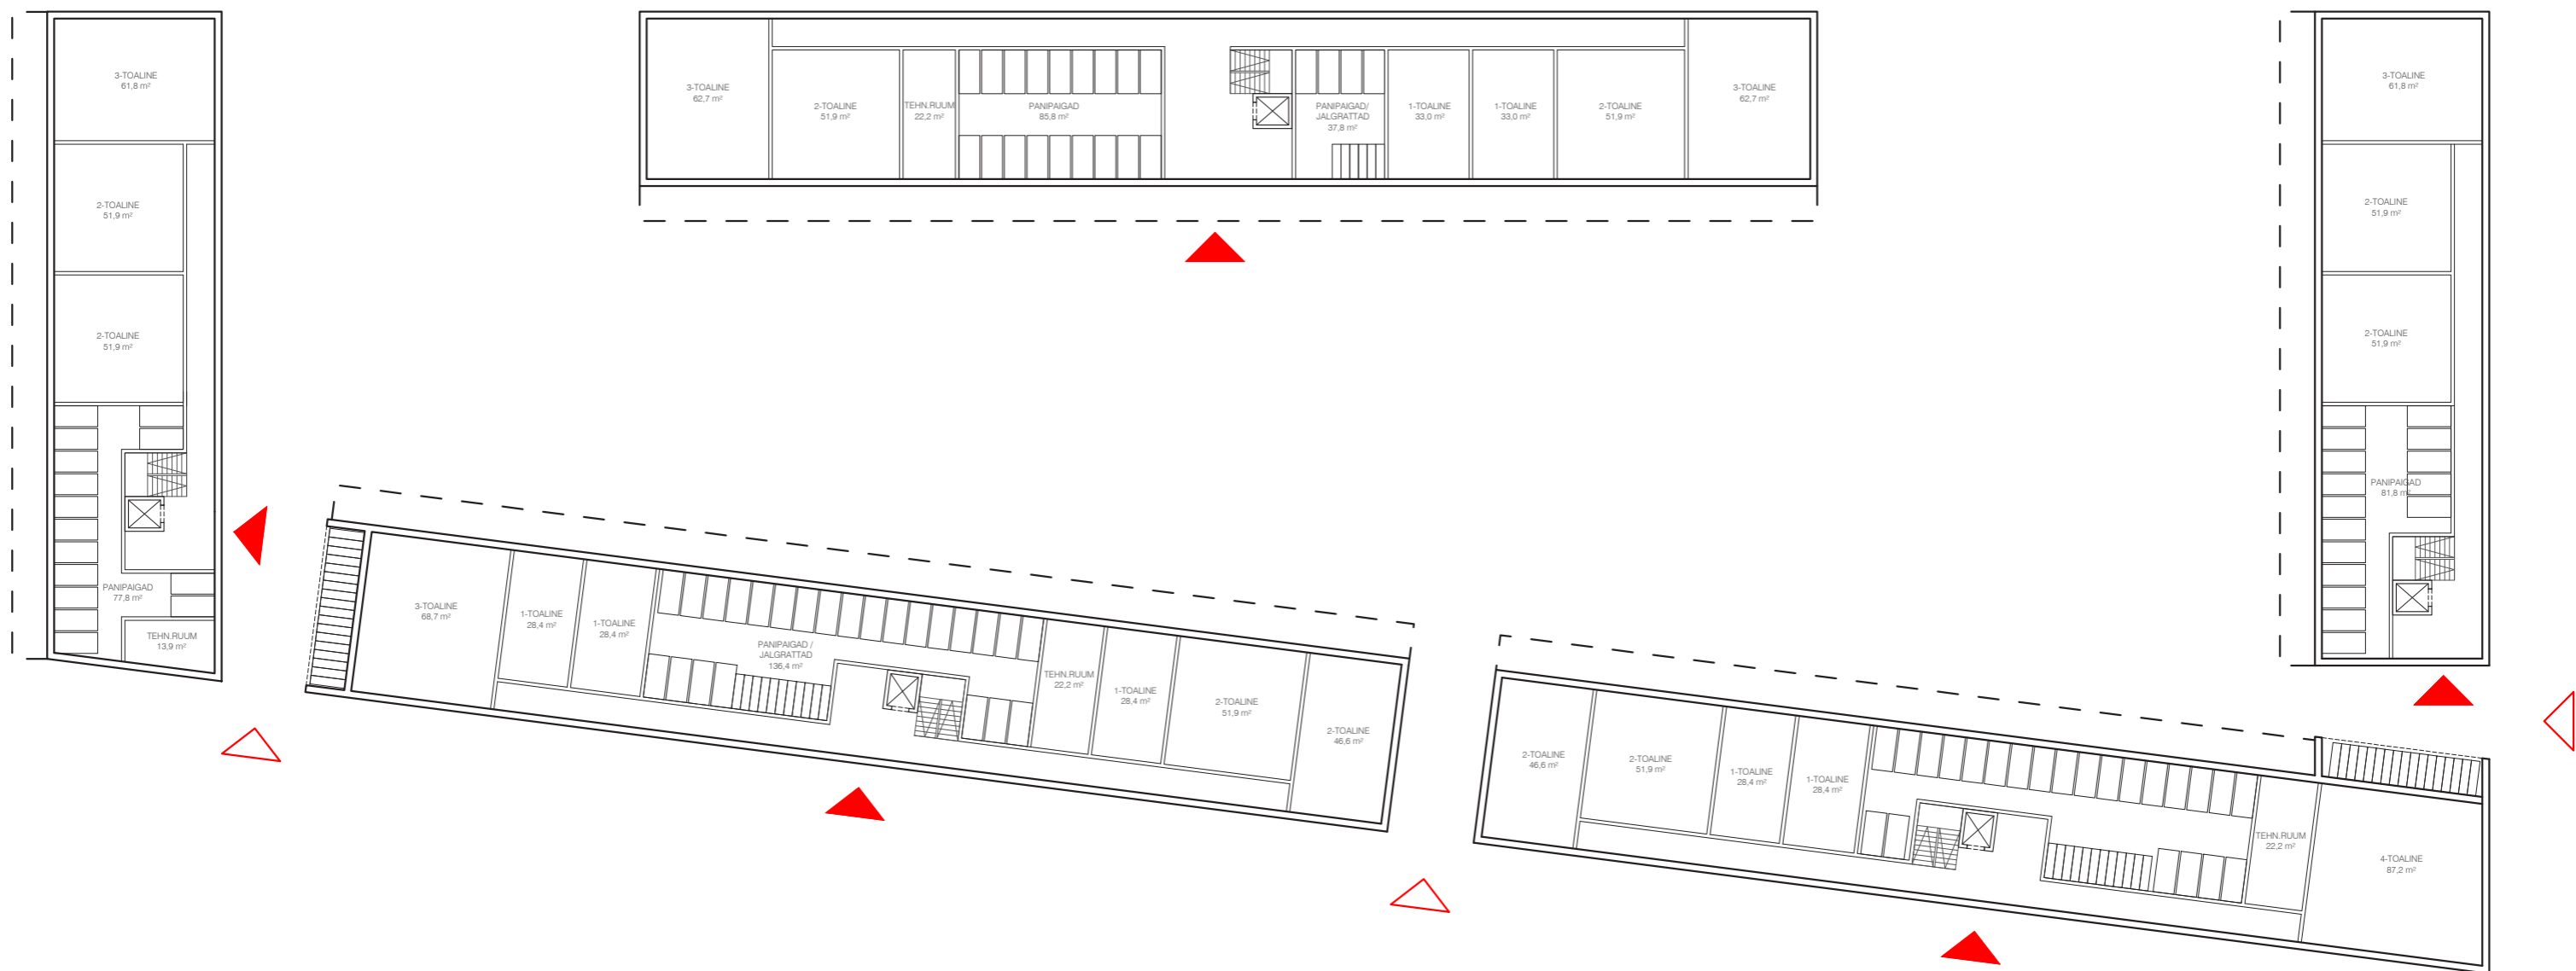 3-TOALINE
61,8 m²
2-TOALINE
51,9 m²
2-TOALINE
51,9 m²
PANIPAIGAD
77,8 m²
TEHN.RUUM
13,9 m²
3-TOALINE
62,7 m²
2-TOALINE
51,9 m²
TEHN.RUUM
22,2 m²
PANIPAIGAD
85,8 m²
PANIPAIGAD/
JALGRATTAD
37,8 m²
1-TOALINE
33,0 m²
1-TOALINE
33,0 m²
2-TOALINE
51,9 m²
3-TOALINE
62,7 m²
3-TOALINE
61,8 m²
2-TOALINE
51,9 m²
2-TOALINE
51,9 m²
PANIPAIGAD
81,8 m²
3-TOALINE
68,7 m²
1-TOALINE
28,4 m²
1-TOALINE
28,4 m²
PANIPAIGAD /
JALGRATTAD
136,4 m²
TEHN.RUUM
22,2 m²
1-TOALINE
28,4 m²
2-TOALINE
51,9 m²
2-TOALINE
46,6 m²
2-TOALINE
46,6 m²
2-TOALINE
51,9 m²
1-TOALINE
28,4 m²
1-TOALINE
28,4 m²
TEHN.RUUM
22,2 m²
4-TOALINE
87,2 m²